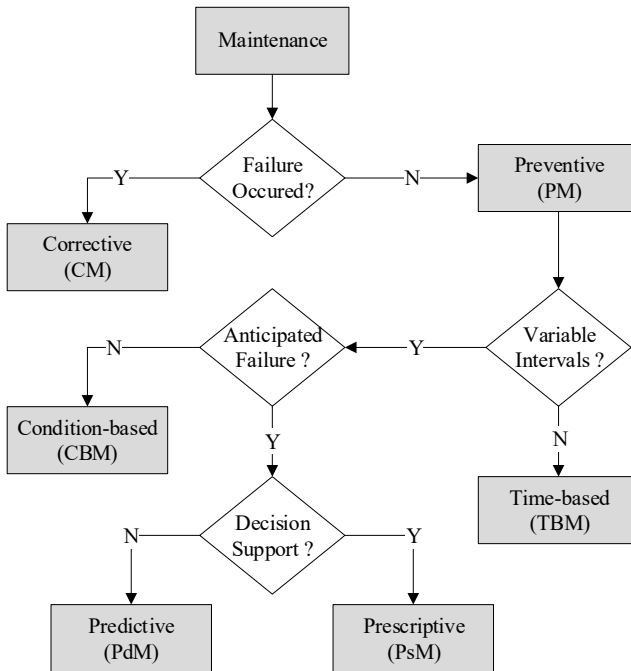 Maintenance
Failure
Occured?
Y
N
Preventive
(PM)
Corrective
(CM)
Anticipated
Failure ?
Variable
Intervals ?
N
Y
Condition-based
(CBM)
Y
N
Time-based
(TBM)
Decision
Support ?
N
Y
Predictive
(PdM)
Prescriptive
(PsM)